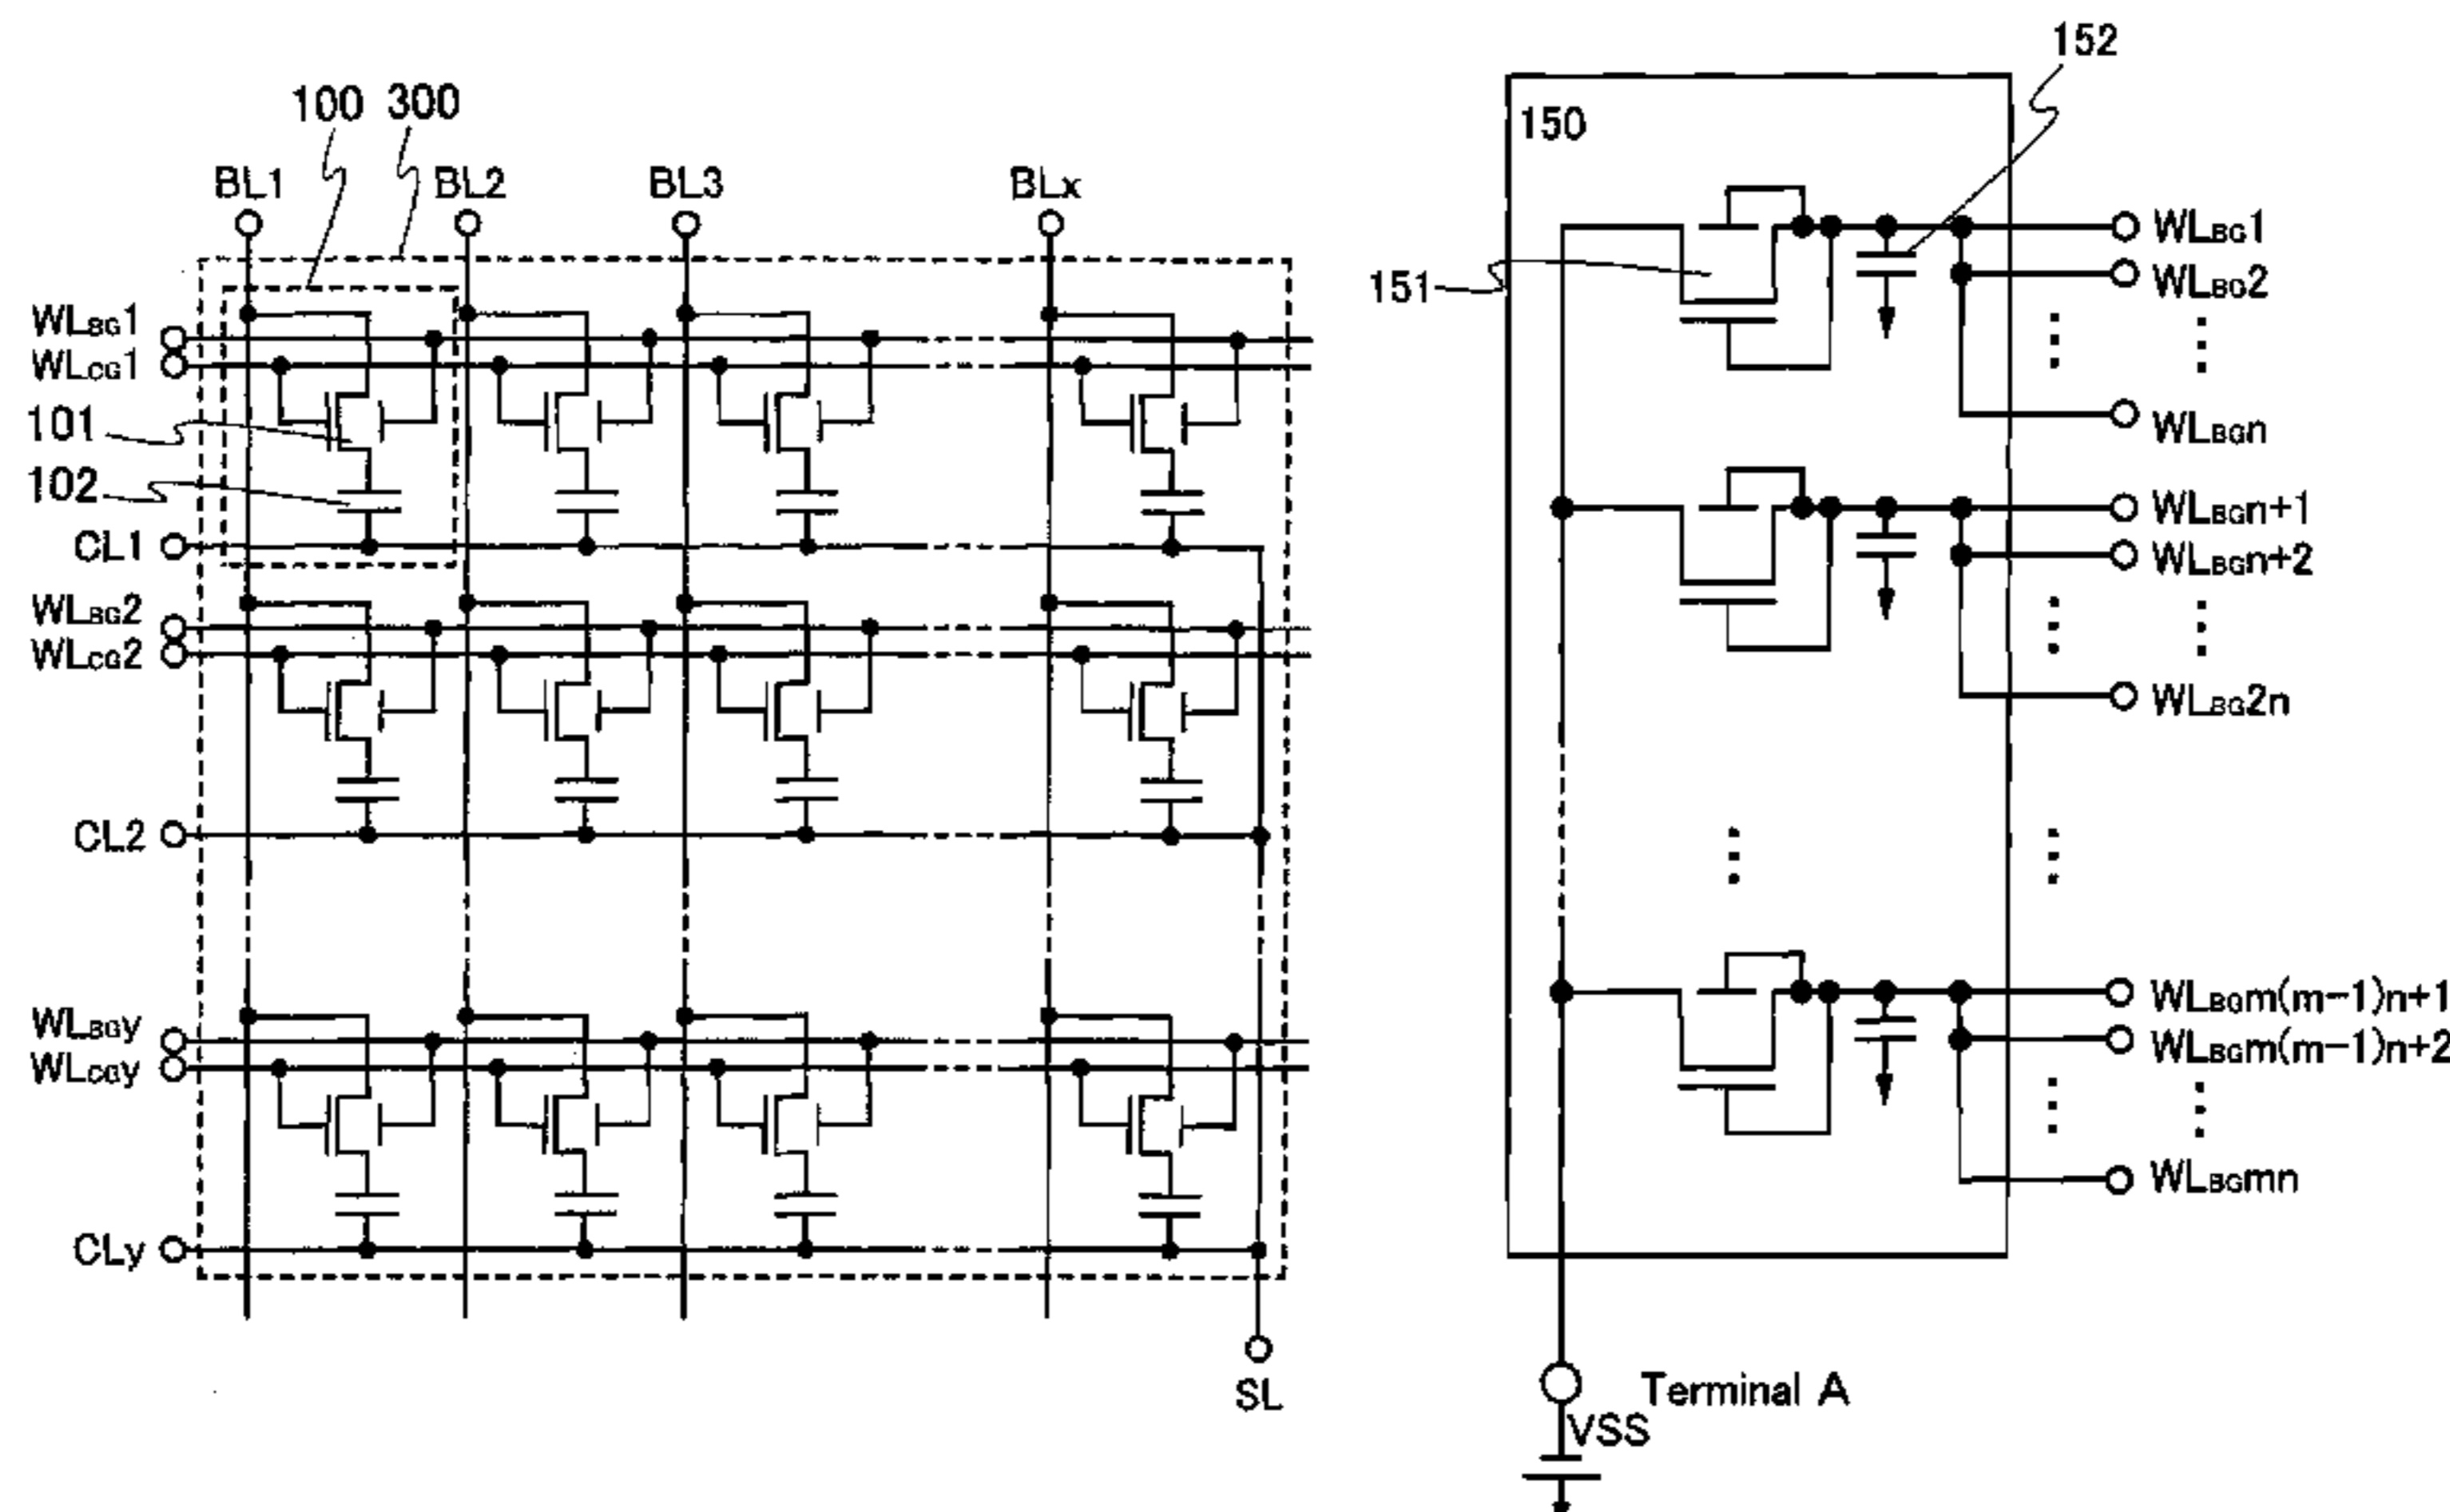 100 300
BL1 BL2 BL3 BLx
WLBG1
WLCG1
101
102
CL1
WLBG2
WLCG2
CL2
WLBGy
WLCGy
CLy
SL
152
150
151
WLBG1
WLBG2
WLBGn
WLBGn+1
WLBGn+2
WLBG2n
WLBGm(m-1)n+1
WLBGm(m-1)n+2
WLBGmn
Terminal A
VSS